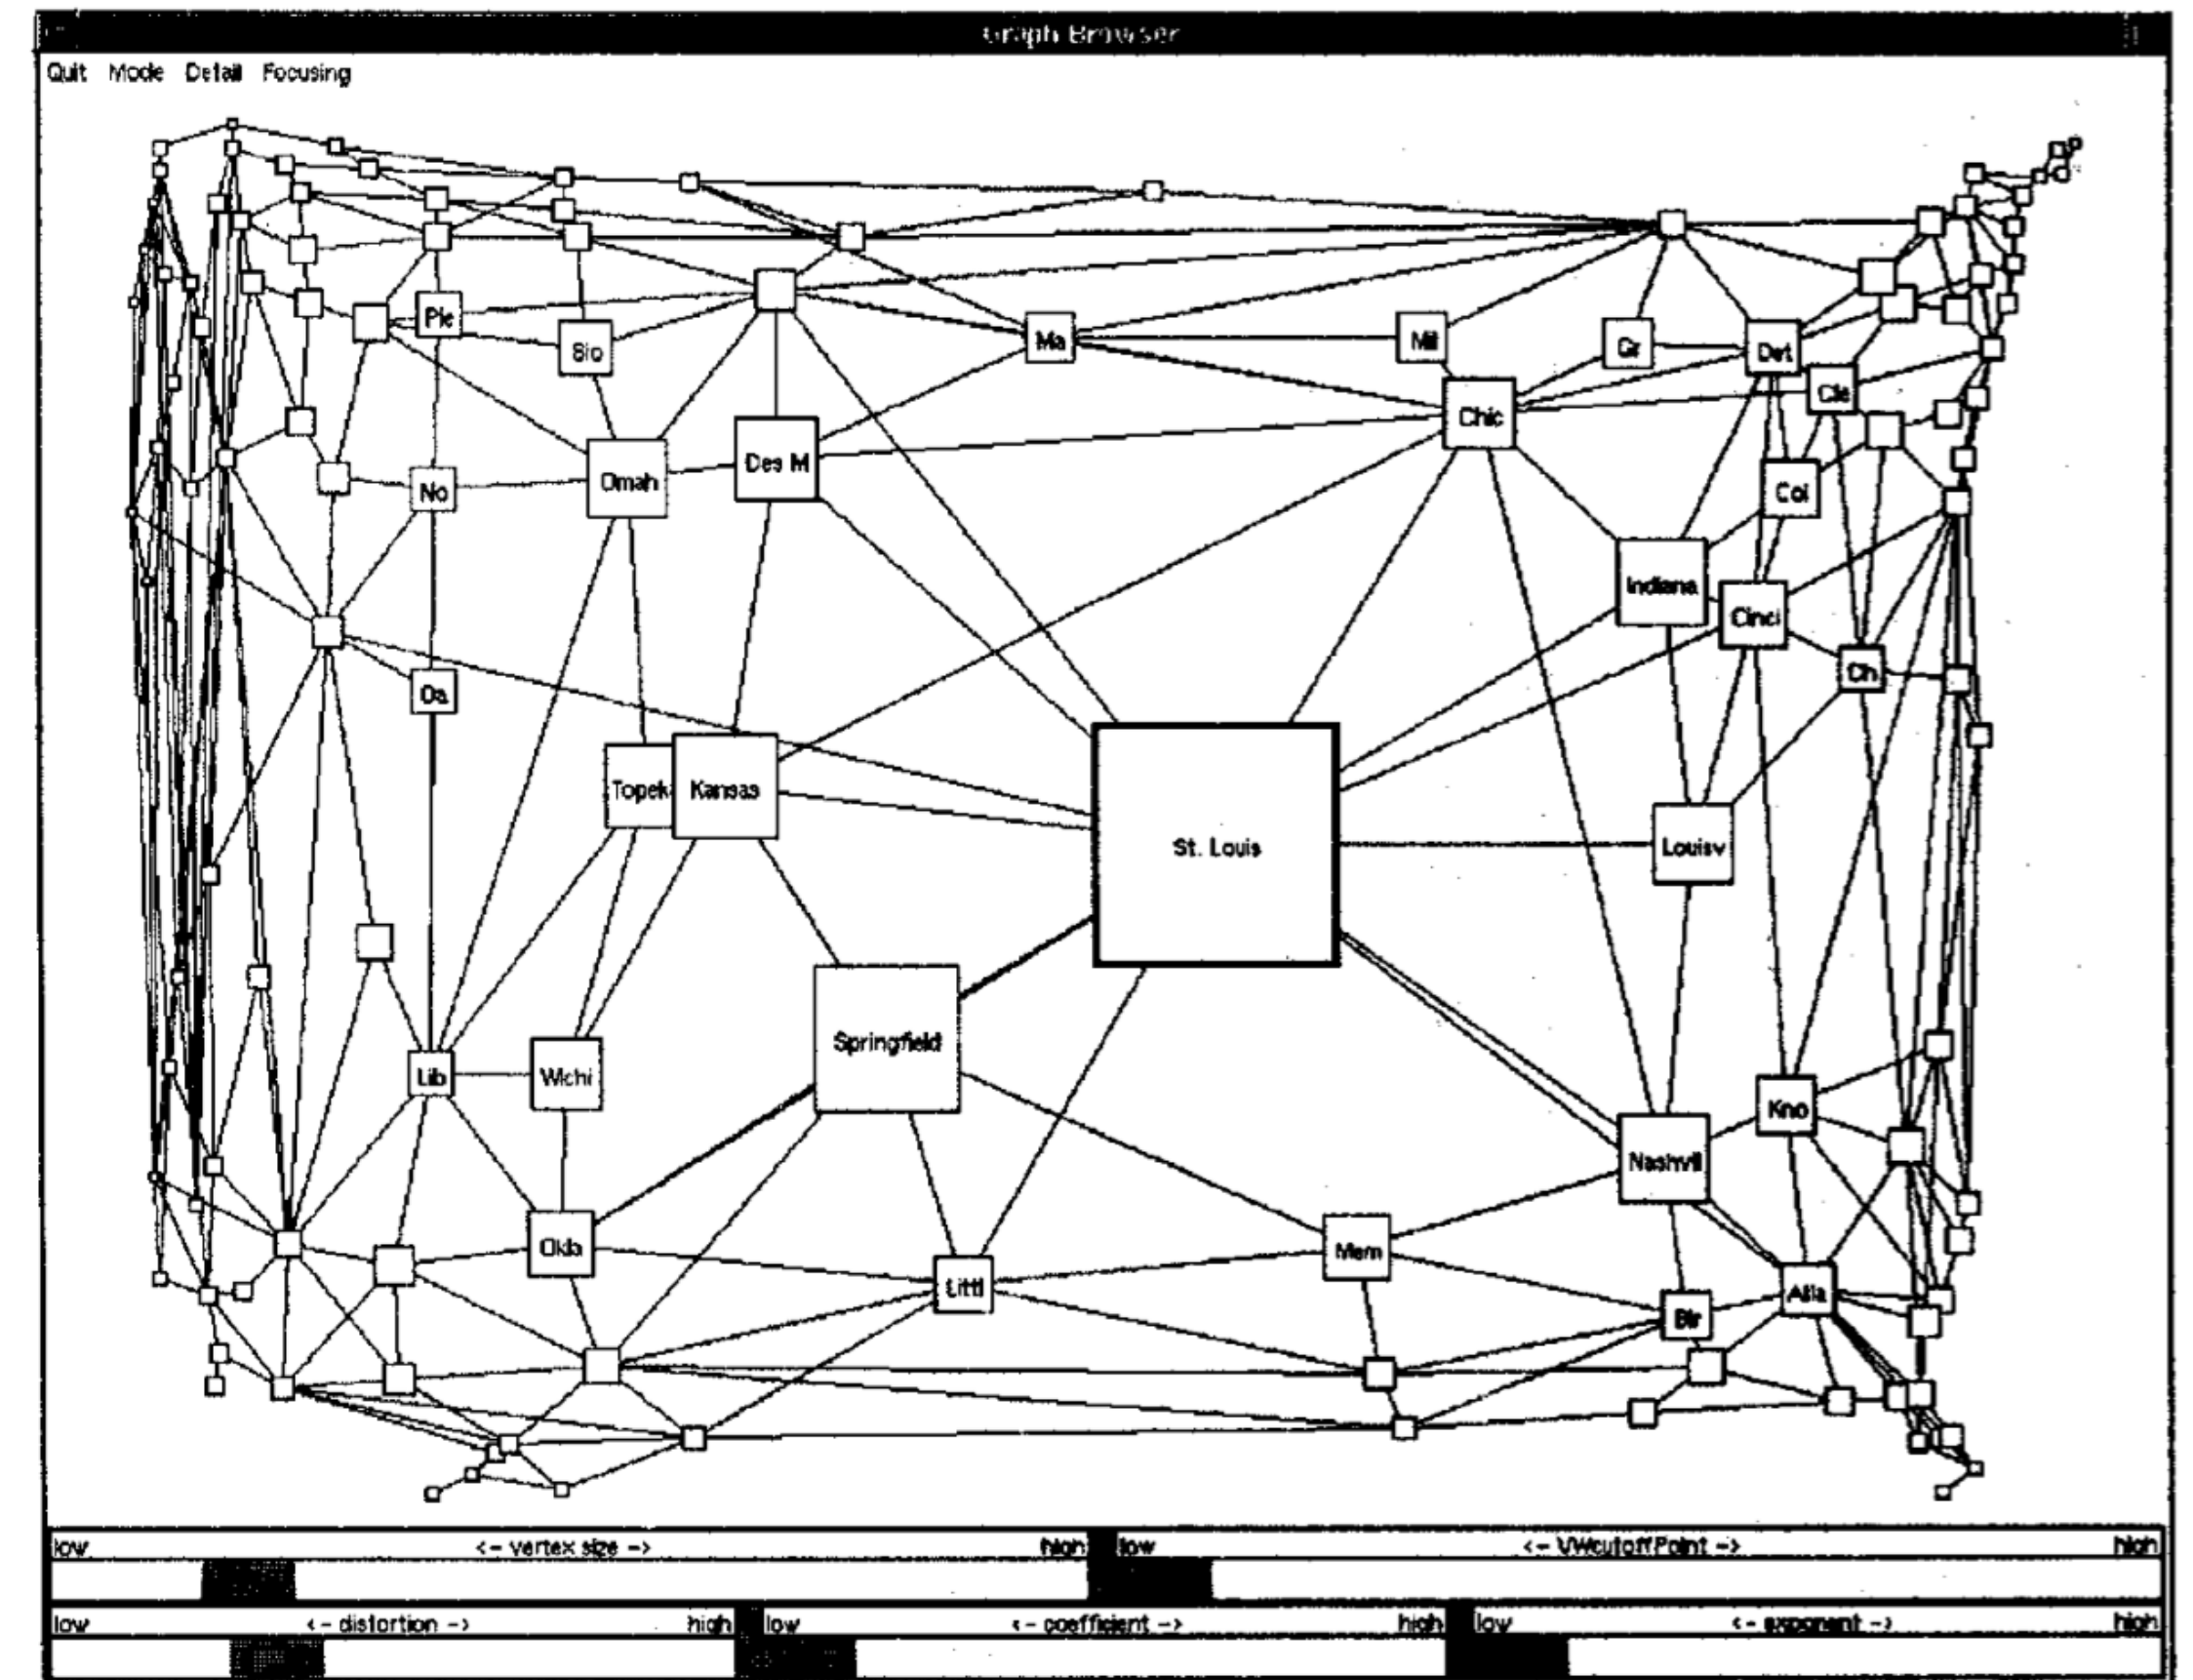 Graph Browser
Quit Mode Detail Focusing
Pie
Sio
Ma
Mil
Gr
Det
Cle
Chic
Omah
Des M
No
Col
Indiana
Cinci
Ch
Oa
Topek
Kansas
St. Louis
Louisv
Springfield
Lib
Wichi
Kno
Nashvil
Okla
Mem
Littl
Atla
Bir
low <- vertex size -> high
low <- VWcutoffPoint -> high
low <- distortion -> high
low <- coefficient -> high
low <- exponent -> high